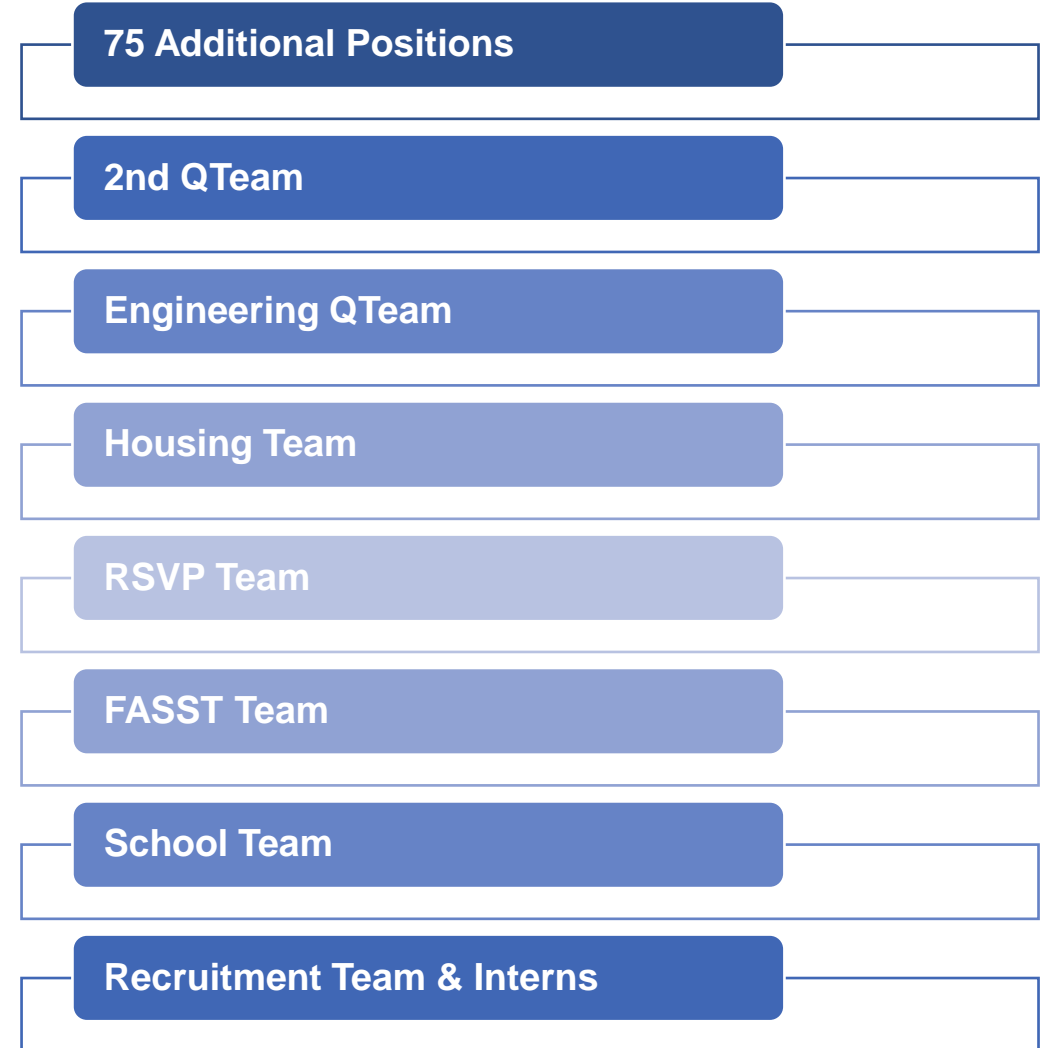 75 Additional Positions
2nd QTeam
Engineering QTeam
Housing Team
RSVP Team
FASST Team
School Team
Recruitment Team & Interns